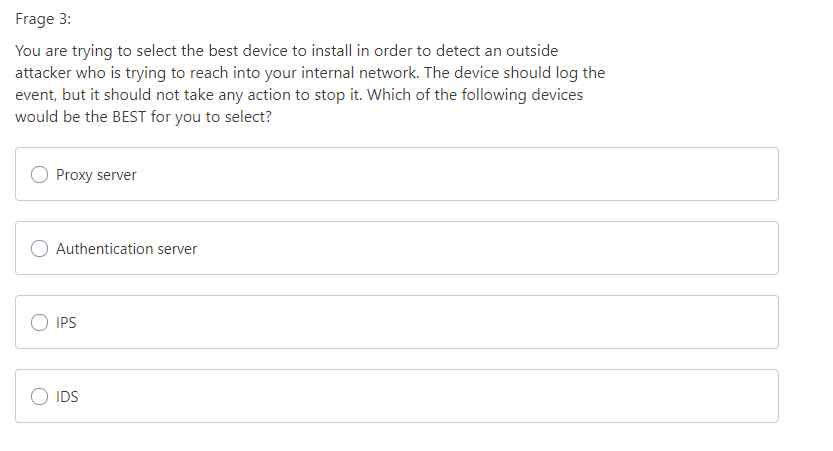 Frage 3:
You are trying to select the best device to install in order to detect an outside
attacker who is trying to reach into your internal network. The device should log the
event, but it should not take any action to stop it. Which of the following devices
would be the BEST for you to select?
Proxy server
Authentication server
IPS
IDS